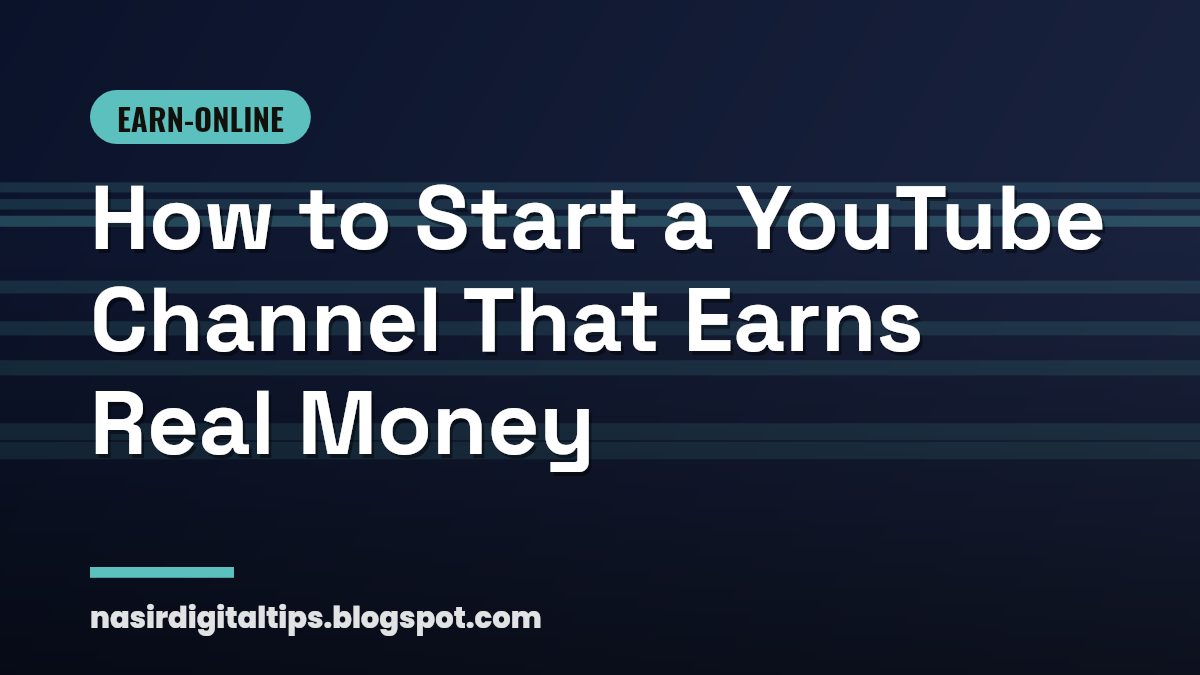 EARN-ONLINE
How to Start a YouTube
Channel That Earns
Real Money
nasirdigitaltips.blogspot.com